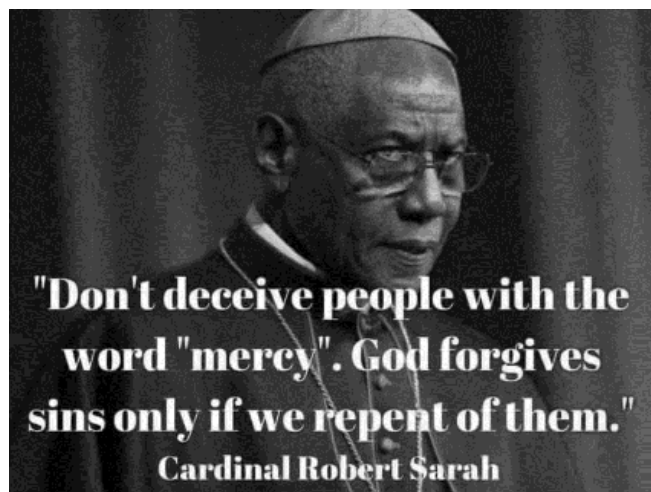 "Don't deceive people with the
word "mercy". God forgives
sins only if we repent of them."
Cardinal Robert Sarah